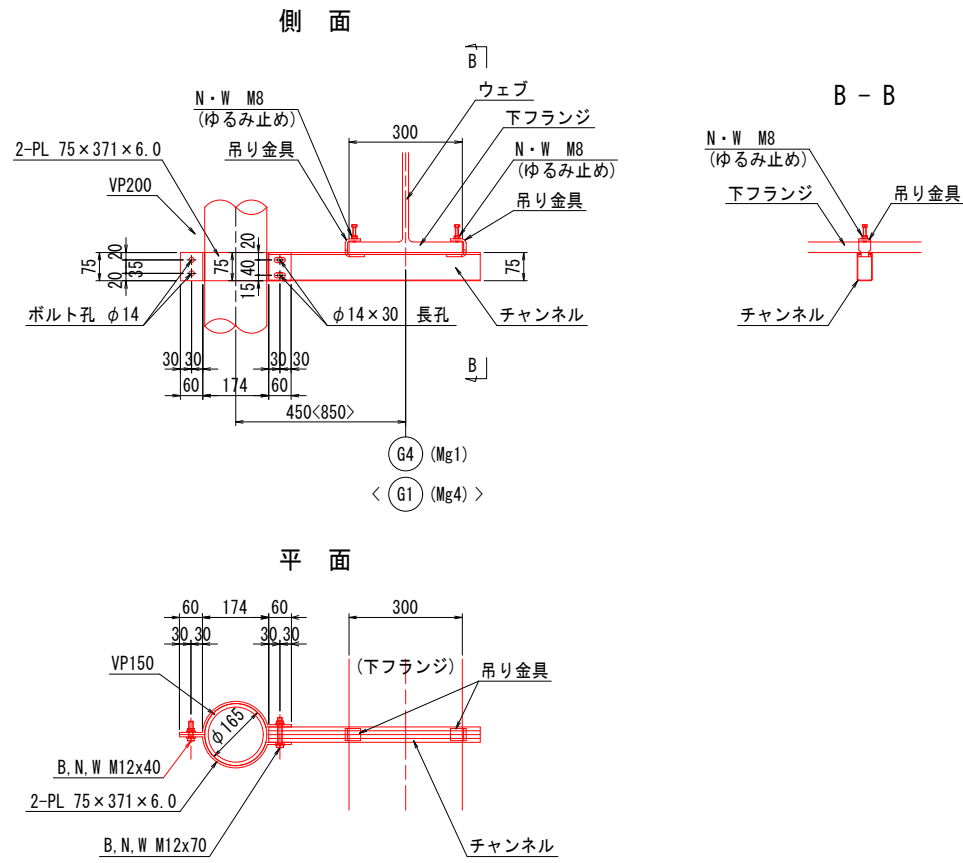 側 面
B
N・W M8
(ゆるみ止め)
ウェブ
下フランジ
300
2-PL 75×371×6.0
吊り金具
N・W M8
(ゆるみ止め)
吊り金具
VP200
75
20
35
20
75
20
40
15
75
ボルト孔 φ14
φ14×30 長孔
チャンネル
30
30
30
30
60
174
60
B
450<850>
G4
(Mg1)
<
G1
(Mg4) >
B - B
N・W M8
(ゆるみ止め)
下フランジ
吊り金具
チャンネル
平 面
60
174
60
300
30
30
30
30
VP150
(下フランジ)
吊り金具
φ165
B,N,W M12x40
2-PL 75×371×6.0
B,N,W M12x70
チャンネル